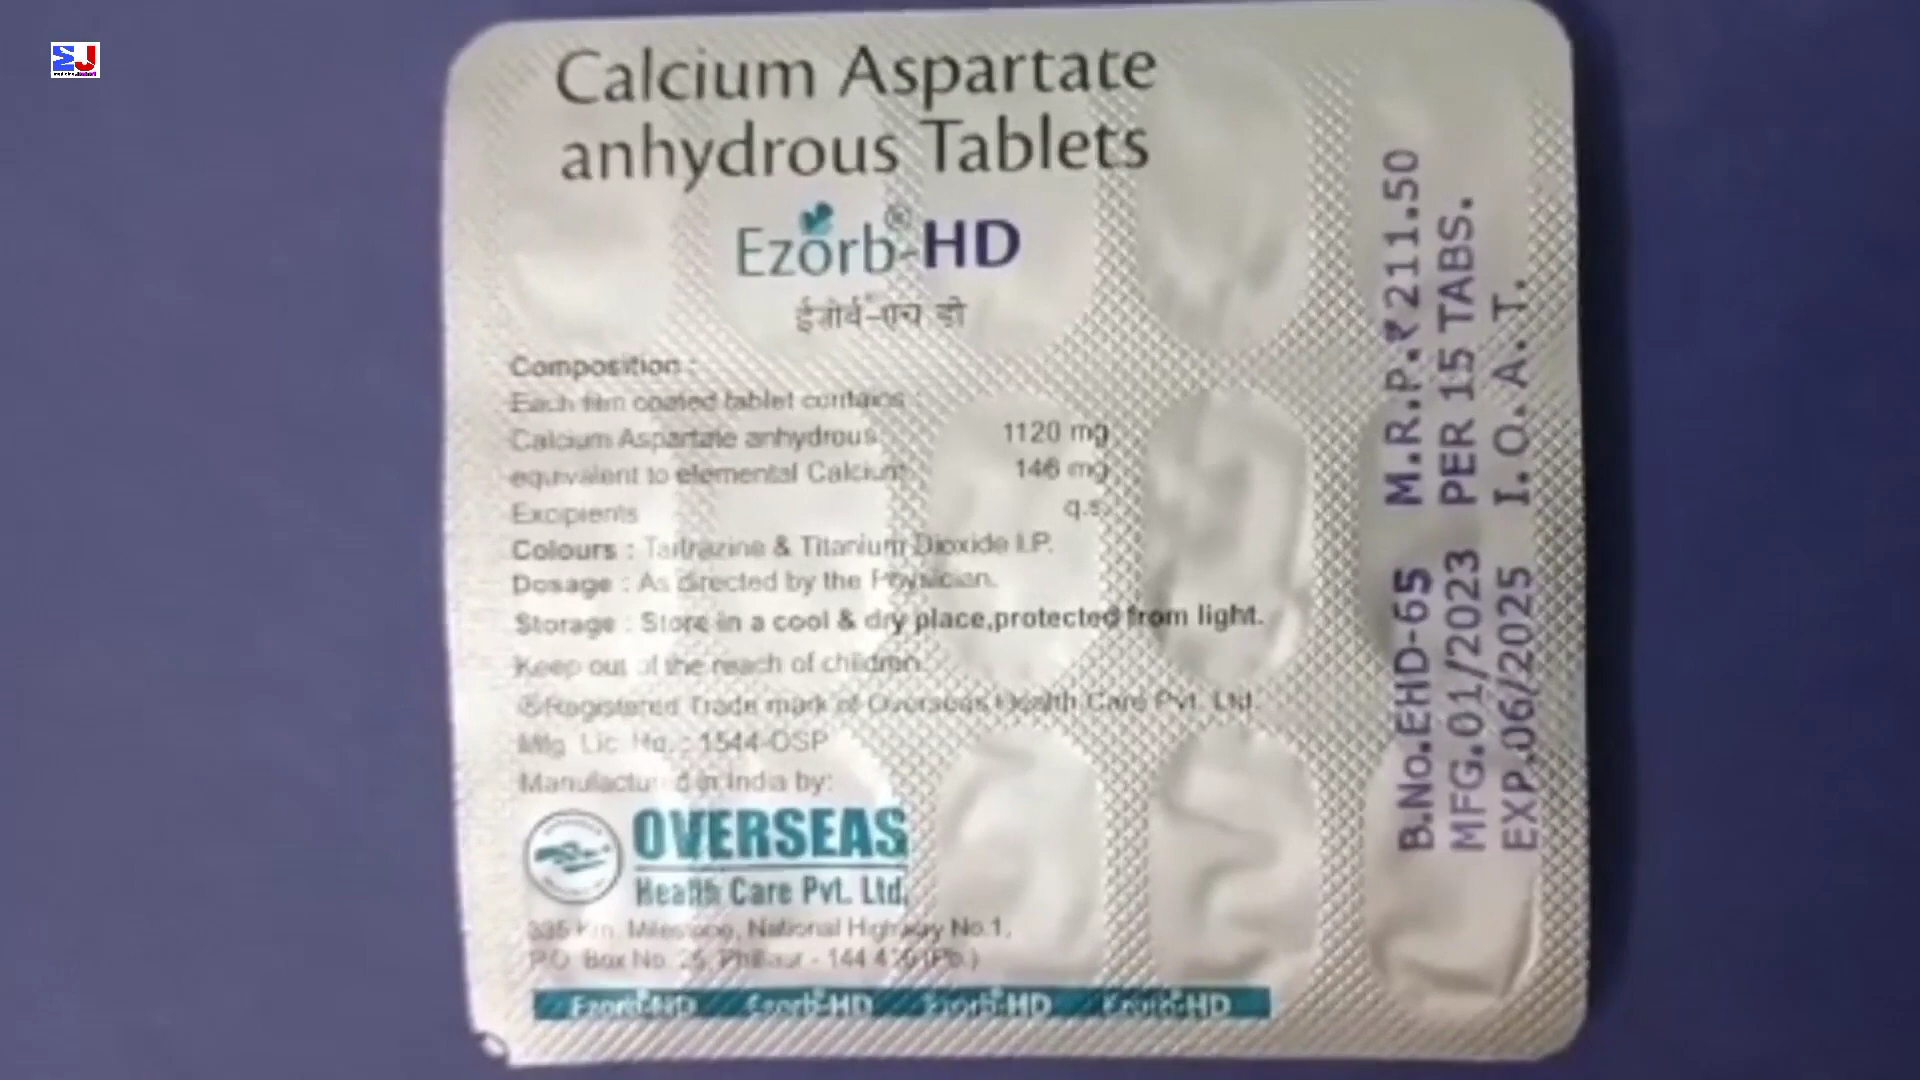 Calcium Aspartate
anhydrous Tablets
Ezorb®-HD
ईजोर्ब-एच डी
Composition :
Each film coated tablet contains :
Calcium Aspartate anhydrous 1120 mg
equivalent to elemental Calcium 146 mg
Excipients q.s.
Colours : Tartrazine & Titanium Dioxide I.P.
Dosage : As directed by the Physician.
Storage : Store in a cool & dry place,protected from light.
Keep out of the reach of children.
®Registered Trade mark of Overseas Health Care Pvt. Ltd.
Mfg. Lic. No. : 1544-OSP
Manufactured in India by:
OVERSEAS
Health Care Pvt. Ltd.
335 Km. Milestone, National Highway No.1,
P.O. Box No. 25, Phillaur - 144 410 (Pb.)
Ezorb-HD Ezorb-HD Ezorb-HD Ezorb-HD
B.No.EHD-65 M.R.P.₹211.50
MFG.01/2023 PER 15 TABS.
EXP.06/2025 I.O.A.T.